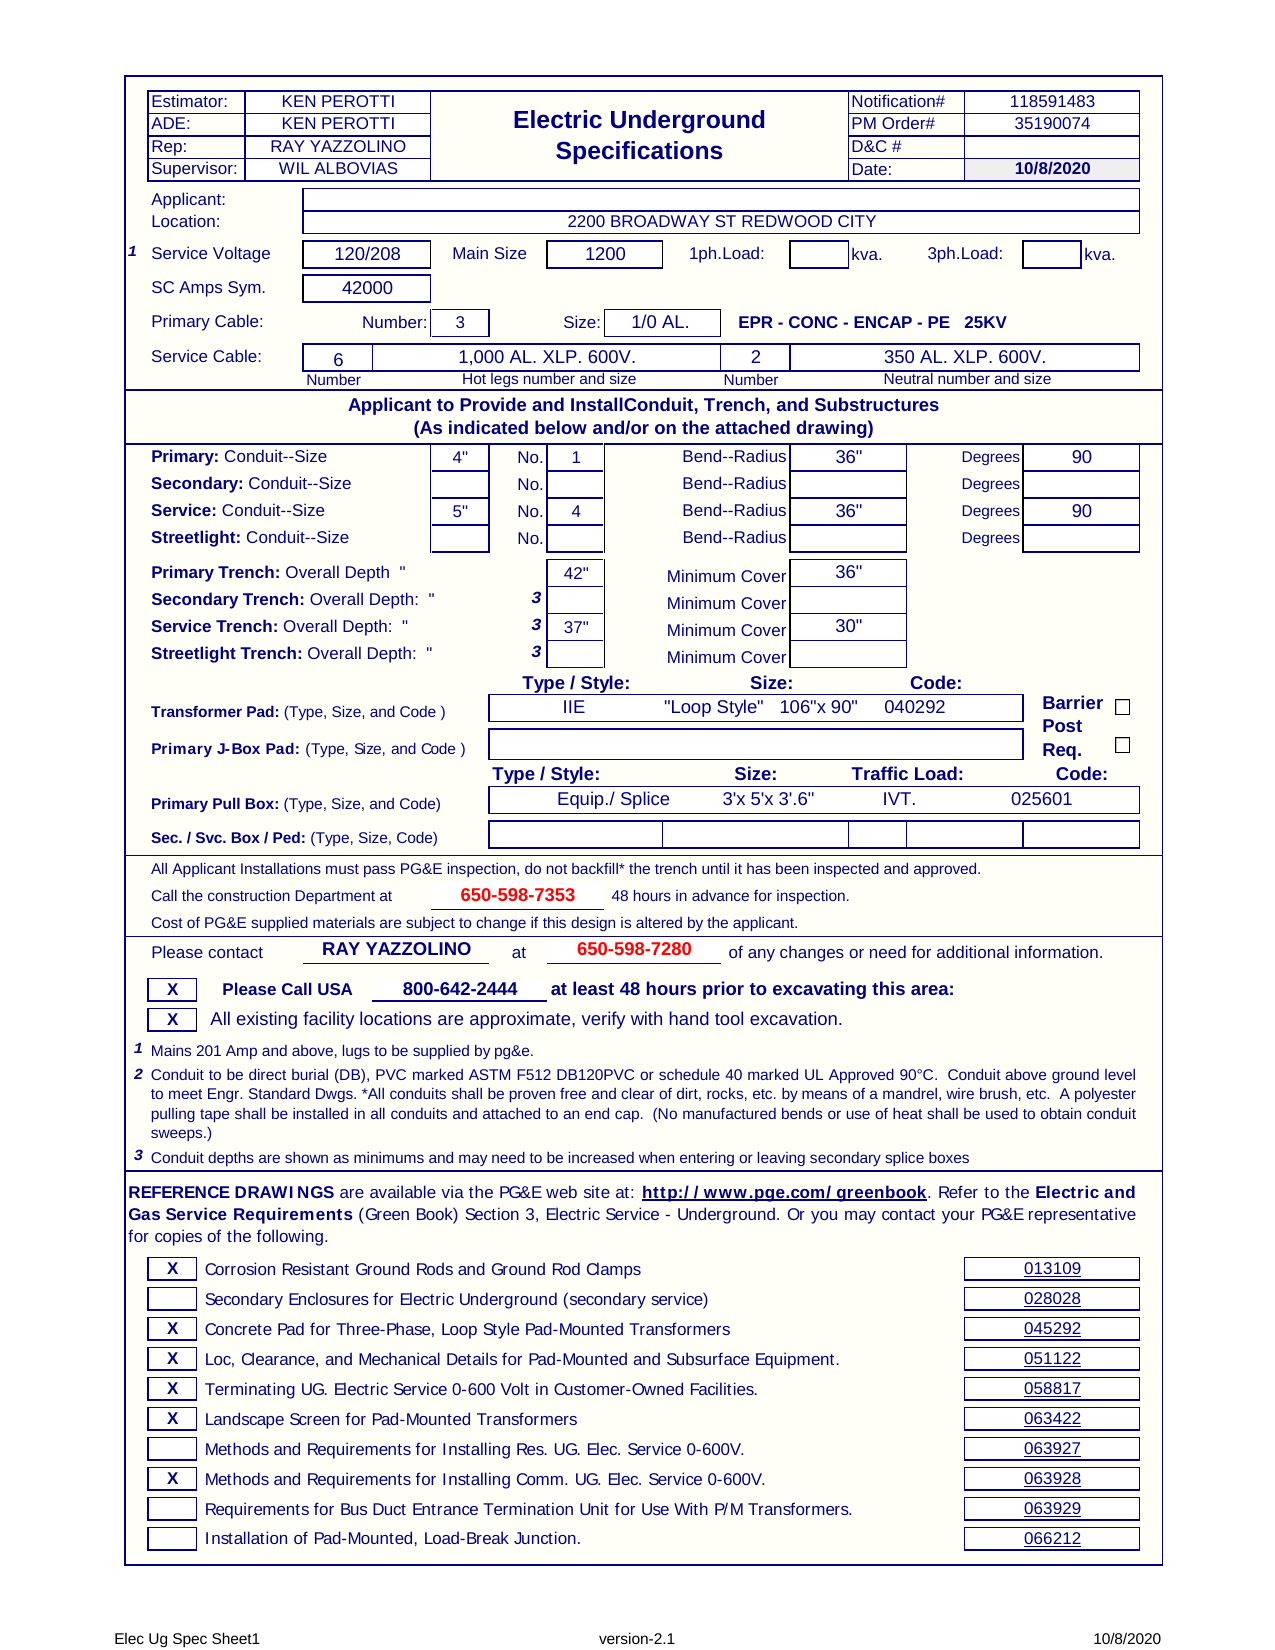 Estimator: KEN PEROTTI Electric Underground Specifications Notification# 118591483
ADE: KEN PEROTTI PM Order# 35190074
Rep: RAY YAZZOLINO D&C #
Supervisor: WIL ALBOVIAS Date: 10/8/2020
Applicant:
Location: 2200 BROADWAY ST REDWOOD CITY
1 Service Voltage 120/208 Main Size 1200 1ph.Load: kva. 3ph.Load: kva.
SC Amps Sym. 42000
Primary Cable: Number: 3 Size: 1/0 AL. EPR - CONC - ENCAP - PE 25KV
Service Cable: 6 1,000 AL. XLP. 600V. 2 350 AL. XLP. 600V.
Number Hot legs number and size Number Neutral number and size
Applicant to Provide and InstallConduit, Trench, and Substructures
(As indicated below and/or on the attached drawing)
Primary: Conduit--Size 4" No. 1 Bend--Radius 36" Degrees 90
Secondary: Conduit--Size No. Bend--Radius Degrees
Service: Conduit--Size 5" No. 4 Bend--Radius 36" Degrees 90
Streetlight: Conduit--Size No. Bend--Radius Degrees
Primary Trench: Overall Depth " 42" Minimum Cover 36"
Secondary Trench: Overall Depth: " 3 Minimum Cover
Service Trench: Overall Depth: " 3 37" Minimum Cover 30"
Streetlight Trench: Overall Depth: " 3 Minimum Cover
Type / Style: Size: Code:
Transformer Pad: (Type, Size, and Code ) IIE "Loop Style" 106"x 90" 040292 Barrier
Post
Primary J-Box Pad: (Type, Size, and Code ) Req.
Type / Style: Size: Traffic Load: Code:
Primary Pull Box: (Type, Size, and Code) Equip./ Splice 3'x 5'x 3'.6" IVT. 025601
Sec. / Svc. Box / Ped: (Type, Size, Code)
All Applicant Installations must pass PG&E inspection, do not backfill* the trench until it has been inspected and approved.
Call the construction Department at 650-598-7353 48 hours in advance for inspection.
Cost of PG&E supplied materials are subject to change if this design is altered by the applicant.
Please contact RAY YAZZOLINO at 650-598-7280 of any changes or need for additional information.
X Please Call USA 800-642-2444 at least 48 hours prior to excavating this area:
X All existing facility locations are approximate, verify with hand tool excavation.
1 Mains 201 Amp and above, lugs to be supplied by pg&e.
2 Conduit to be direct burial (DB), PVC marked ASTM F512 DB120PVC or schedule 40 marked UL Approved 90°C. Conduit above ground level
to meet Engr. Standard Dwgs. *All conduits shall be proven free and clear of dirt, rocks, etc. by means of a mandrel, wire brush, etc. A polyester
pulling tape shall be installed in all conduits and attached to an end cap. (No manufactured bends or use of heat shall be used to obtain conduit
sweeps.)
3 Conduit depths are shown as minimums and may need to be increased when entering or leaving secondary splice boxes
REFERENCE DRAWINGS are available via the PG&E web site at: http://www.pge.com/greenbook. Refer to the Electric and
Gas Service Requirements (Green Book) Section 3, Electric Service - Underground. Or you may contact your PG&E representative
for copies of the following.
X Corrosion Resistant Ground Rods and Ground Rod Clamps 013109
Secondary Enclosures for Electric Underground (secondary service) 028028
X Concrete Pad for Three-Phase, Loop Style Pad-Mounted Transformers 045292
X Loc, Clearance, and Mechanical Details for Pad-Mounted and Subsurface Equipment. 051122
X Terminating UG. Electric Service 0-600 Volt in Customer-Owned Facilities. 058817
X Landscape Screen for Pad-Mounted Transformers 063422
Methods and Requirements for Installing Res. UG. Elec. Service 0-600V. 063927
X Methods and Requirements for Installing Comm. UG. Elec. Service 0-600V. 063928
Requirements for Bus Duct Entrance Termination Unit for Use With P/M Transformers. 063929
Installation of Pad-Mounted, Load-Break Junction. 066212
Elec Ug Spec Sheet1 version-2.1 10/8/2020